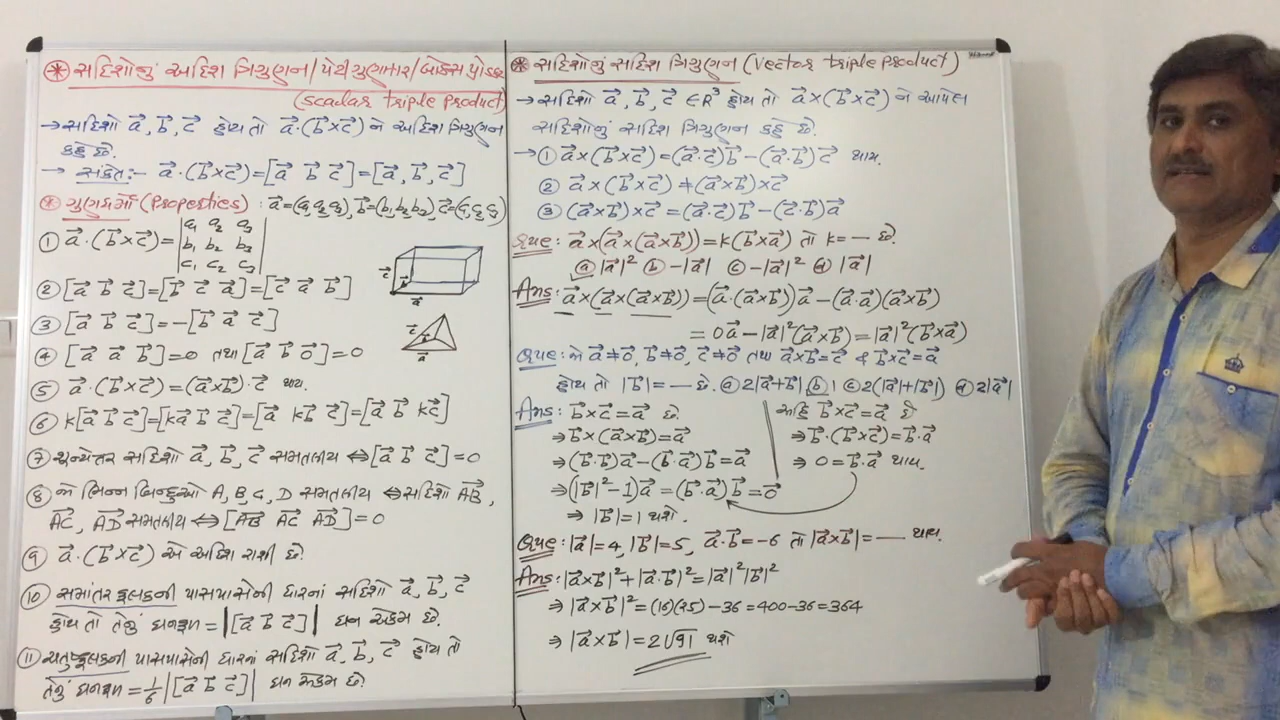 ⊛ સદિશોનું અદિશ ત્રિગુણન/પેટી ગુણાકાર/બોક્સ પ્રોડક્ટ
(scalar triple product)
→ સદિશો a⃗, b⃗, c⃗ હોય તો a⃗·(b⃗×c⃗) ને અદિશ ત્રિગુણન
કહે છે.
→ સંકેત:- a⃗·(b⃗×c⃗)=[a⃗ b⃗ c⃗]=[a⃗, b⃗, c⃗]
⊛ ગુણધર્મો (Properties): a⃗=(a₁ a₂ a₃), b⃗=(b₁, b₂ b₃) c⃗=(c₁ c₂ c₃)
① a⃗·(b⃗×c⃗)=|a₁ a₂ a₃
b₁ b₂ b₃
c₁ c₂ c₃|
② [a⃗ b⃗ c⃗]=[b⃗ c⃗ a⃗]=[c⃗ a⃗ b⃗]
③ [a⃗ b⃗ c⃗]=-[b⃗ a⃗ c⃗]
④ [a⃗ a⃗ b⃗]=0 તથા [a⃗ b⃗ 0⃗]=0
⑤ a⃗·(b⃗×c⃗)=(a⃗×b⃗)·c⃗ થાય.
⑥ k[a⃗ b⃗ c⃗]=[ka⃗ b⃗ c⃗]=[a⃗ kb⃗ c⃗]=[a⃗ b⃗ kc⃗]
⑦ શૂન્યેતર સદિશો a⃗, b⃗, c⃗ સમતલીય ⇔[a⃗ b⃗ c⃗]=0
⑧ જો ભિન્ન બિન્દુઓ A, B, C, D સમતલીય ⇔ સદિશો AB⃗,
AC⃗, AD⃗ સમતલીય ⇔ [AB⃗ AC⃗ AD⃗]=0
⑨ a⃗·(b⃗×c⃗) એ અદિશ રાશી છે.
⑩ સમાંતર ફલકની પાસપાસેની ધારનાં સદિશો a⃗, b⃗, c⃗
હોય તો તેનું ઘનફળ=|[a⃗ b⃗ c⃗]| ઘન એકમ છે.
⑪ ચતુષ્ફલકની પાસપાસેની ધારનાં સદિશો a⃗, b⃗, c⃗ હોય તો
તેનું ઘનફળ=1/6|[a⃗ b⃗ c⃗]| ઘન એકમ છે.
c⃗ b⃗ a⃗
c⃗ b⃗ a⃗
⊛ સદિશોનું સદિશ ત્રિગુણન (Vector triple product)
→ સદિશો a⃗, b⃗, c⃗ ∈R³ હોય તો a⃗×(b⃗×c⃗) ને આપેલ
સદિશોનું સદિશ ત્રિગુણન કહે છે.
→ ① a⃗×(b⃗×c⃗)=(a⃗·c⃗)b⃗-(a⃗·b⃗)c⃗ થાય.
② a⃗×(b⃗×c⃗)≠(a⃗×b⃗)×c⃗
③ (a⃗×b⃗)×c⃗=(a⃗·c⃗)b⃗-(c⃗·b⃗)a⃗
Que: a⃗×(a⃗×(a⃗×b⃗))=k(b⃗×a⃗) તો k=— છે.
ⓐ |a⃗|² ⓑ -|a⃗| ⓒ -|a⃗|² ⓓ |a⃗|
Ans: a⃗×(a⃗×(a⃗×b⃗))=(a⃗·(a⃗×b⃗))a⃗-(a⃗·a⃗)(a⃗×b⃗)
=0a⃗-|a⃗|²(a⃗×b⃗)=|a⃗|²(b⃗×a⃗)
Que: જો a⃗≠0⃗, b⃗≠0⃗, c⃗≠0⃗ તથા a⃗×b⃗=c⃗ & b⃗×c⃗=a⃗
હોય તો |b⃗|=— છે. ⓐ 2|a⃗+b⃗| ⓑ 1 ⓒ 2(|a⃗|+|b⃗|) ⓓ 2|a⃗|
Ans: b⃗×c⃗=a⃗ છે.
⇒b⃗×(a⃗×b⃗)=a⃗
⇒(b⃗·b⃗)a⃗-(b⃗·a⃗)b⃗=a⃗
⇒(|b⃗|²-1)a⃗=(b⃗·a⃗)b⃗=0⃗
⇒|b⃗|=1 થશે.
અહિં b⃗×c⃗=a⃗ છે
⇒b⃗·(b⃗×c⃗)=b⃗·a⃗
⇒0=b⃗·a⃗ થાય.
Que: |a⃗|=4, |b⃗|=5, a⃗·b⃗=-6 તો |a⃗×b⃗|=— થાય.
Ans: |a⃗×b⃗|²+|a⃗·b⃗|²=|a⃗|²|b⃗|²
⇒|a⃗×b⃗|²=(16)(25)-36=400-36=364
⇒|a⃗×b⃗|=2√91 થશે